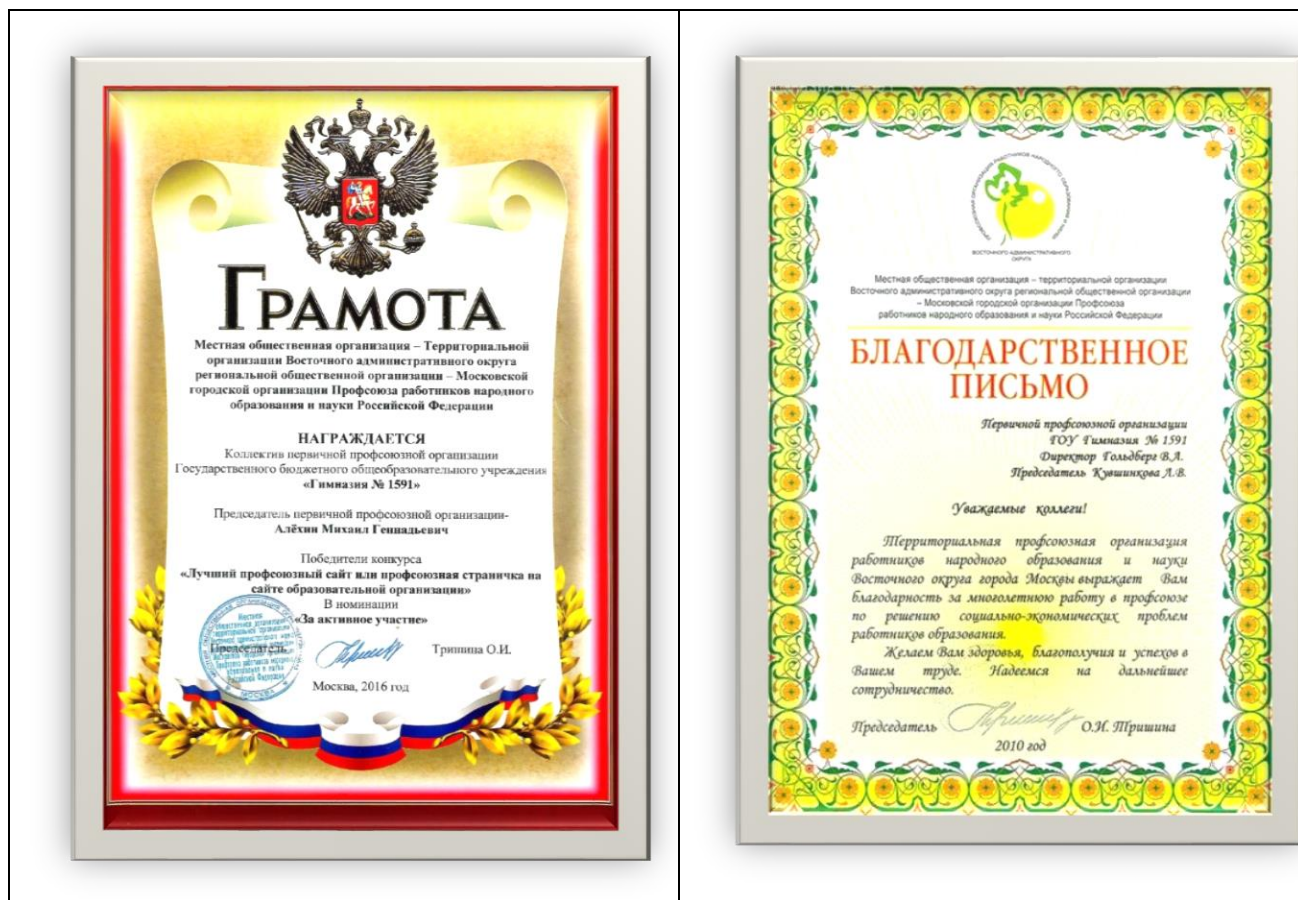 ГРАМОТА
Местная общественная организация – Территориальной
организации Восточного административного округа
региональной общественной организации – Московской
городской организации Профсоюза работников народного
образования и науки Российской Федерации
НАГРАЖДАЕТСЯ
Коллектив первичной профсоюзной организации
Государственного бюджетного общеобразовательного учреждения
«Гимназия № 1591»
Председатель первичной профсоюзной организации-
Алёхин Михаил Геннадьевич
Победители конкурса
«Лучший профсоюзный сайт или профсоюзная страничка на
сайте образовательной организации»
В номинации
«За активное участие»
Председатель Тришина О.И.
Москва, 2016 год
МОСКВА
ВОСТОЧНОГО АДМИНИСТРАТИВНОГО
ОКРУГА
Местная общественная организация – территориальной организации
Восточного административного округа региональной общественной организации
– Московской городской организации Профсоюза
работников народного образования и науки Российской Федерации
БЛАГОДАРСТВЕННОЕ
ПИСЬМО
Первичной профсоюзной организации
ГОУ Гимназия № 1591
Директор Гольдберг В.А.
Председатель Кувшинкова Л.В.
Уважаемые коллеги!
Территориальная профсоюзная организация
работников народного образования и науки
Восточного округа города Москвы выражает Вам
благодарность за многолетнюю работу в профсоюзе
по решению социально-экономических проблем
работников образования.
Желаем Вам здоровья, благополучия и успехов в
Вашем труде. Надеемся на дальнейшее
сотрудничество.
Председатель О.И. Тришина
2010 год